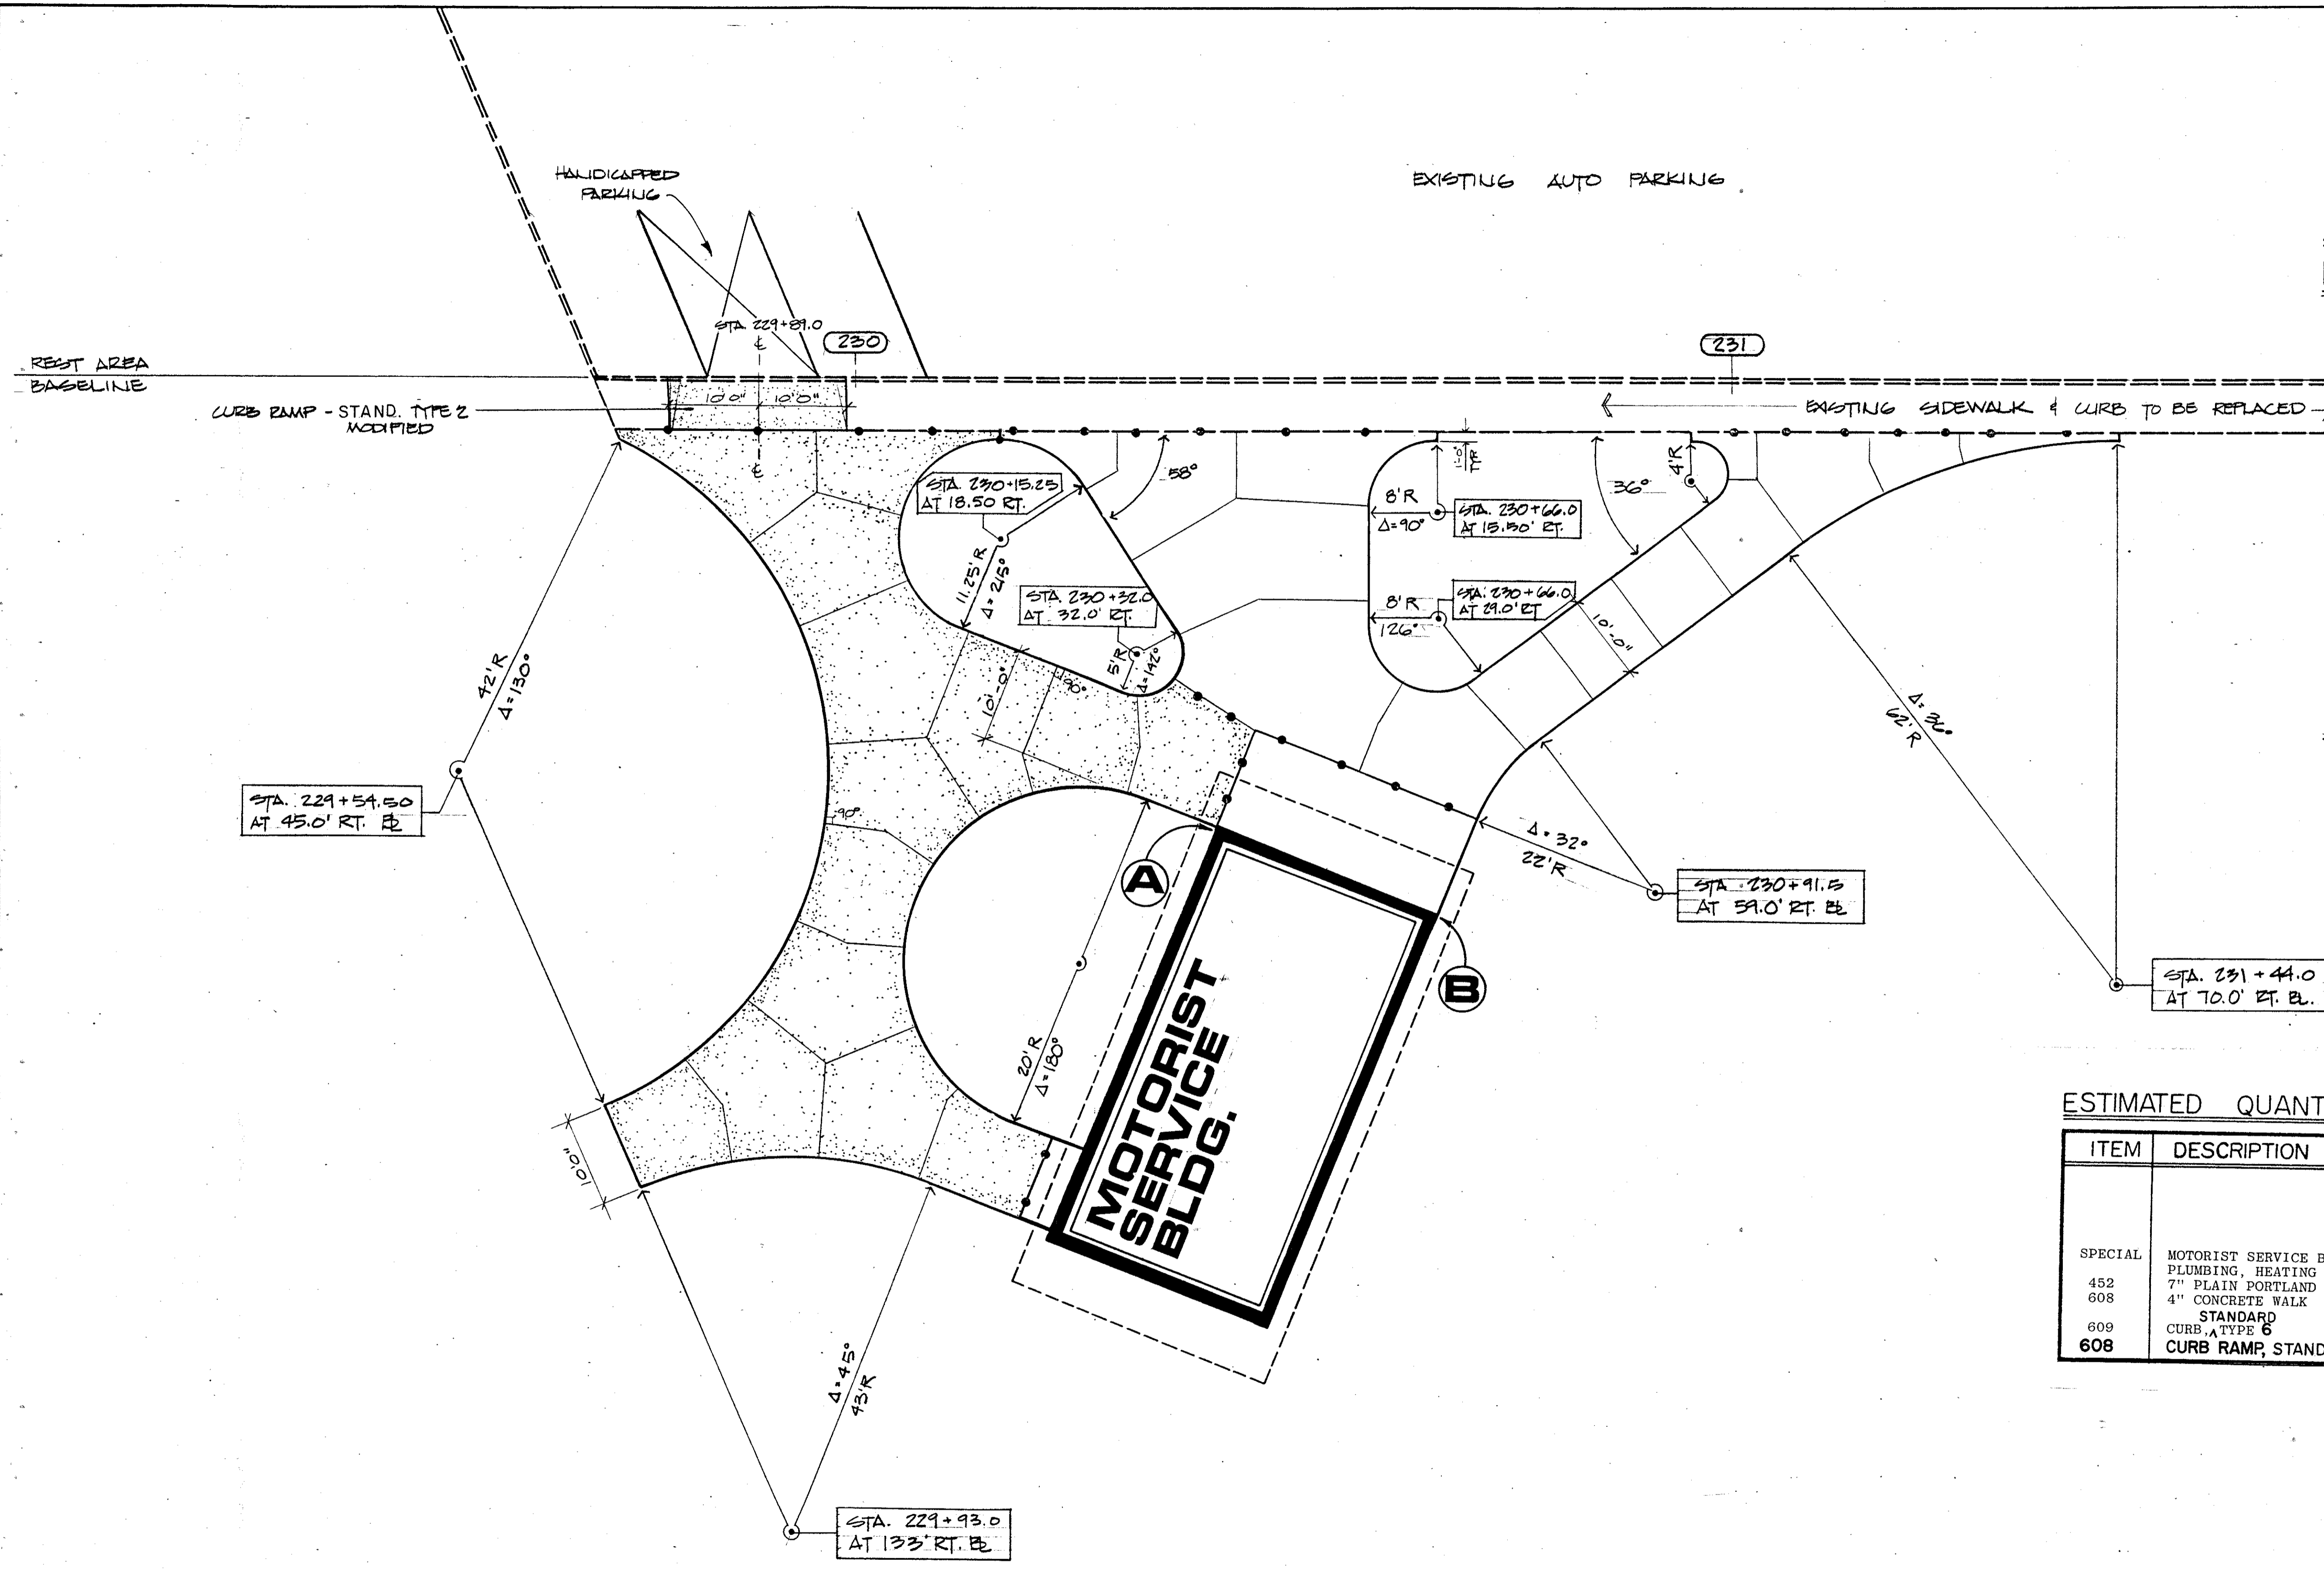 HANDICAPPED
PARKING
EXISTING AUTO PARKING
STA. 229+89.0
℄
230
231
REST AREA
BASELINE
CURB RAMP - STAND. TYPE 2
MODIFIED
10'0" 10'0"
EXISTING SIDEWALK & CURB TO BE REPLACED
℄
1'-0"
TYP.
58°
STA. 230+15.25
AT 18.50 RT.
8'R
Δ=90°
STA. 230+66.0
AT 15.50' RT.
36°
4'R
11.25'R
Δ=215°
STA. 230+32.0
AT 32.0' RT.
8'R
126°
STA. 230+66.0
AT 29.0' RT
10'-0"
5'R
Δ=142°
90°
10'-0"
42'R
Δ=130°
Δ=36°
62'R
STA. 229+54.50
AT 45.0' RT. BL
90°
A
Δ=32°
22'R
STA 230+91.5
AT 59.0' RT. BL
B
STA. 231+44.0
AT 70.0' RT. BL.
20'R
Δ=180°
MOTORIST
SERVICE
BLDG.
10'0"
Δ=45°
43'R
STA. 229+93.0
AT 133' RT. BL
ESTIMATED QUANT
ITEM DESCRIPTION
SPECIAL MOTORIST SERVICE B
PLUMBING, HEATING
452 7" PLAIN PORTLAND
608 4" CONCRETE WALK
STANDARD
609 CURB, ^ TYPE 6
608 CURB RAMP, STAND